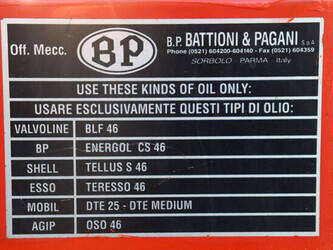 Off. Mecc. BP B.P. BATTIONI & PAGANI S.p.A
Phone (0521) 604200-604140 - Fax (0521) 604359
SORBOLO PARMA - Italy
USE THESE KINDS OF OIL ONLY:
USARE ESCLUSIVAMENTE QUESTI TIPI DI OLIO:
VALVOLINE BLF 46
BP ENERGOL CS 46
SHELL TELLUS S 46
ESSO TERESSO 46
MOBIL DTE 25 - DTE MEDIUM
AGIP OSO 46